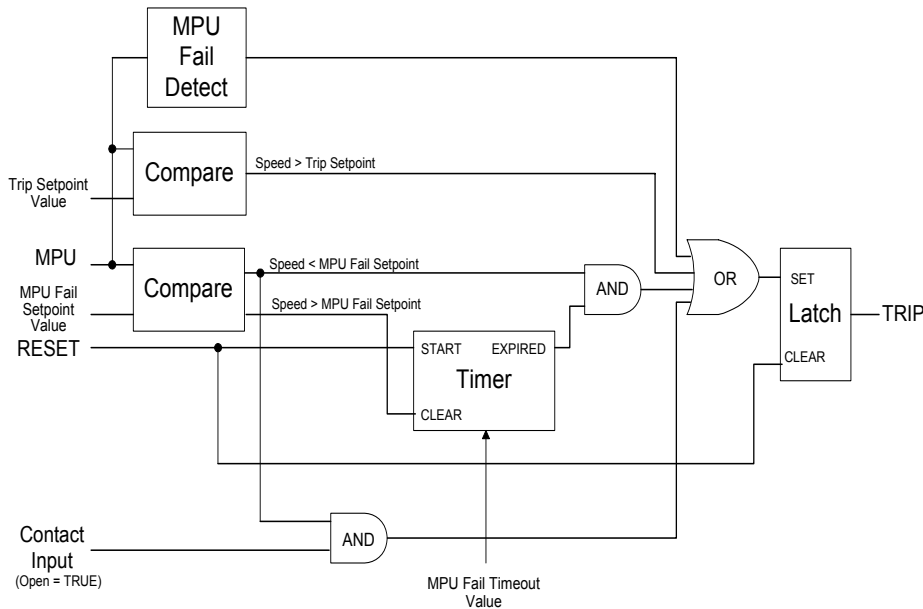 MPU
Fail
Detect
Compare
Speed > Trip Setpoint
Trip Setpoint
Value
MPU
Compare
Speed < MPU Fail Setpoint
Speed > MPU Fail Setpoint
MPU Fail
Setpoint
Value
RESET
AND
OR
SET
Latch
CLEAR
TRIP
START EXPIRED
Timer
CLEAR
Contact
Input
(Open = TRUE)
AND
MPU Fail Timeout
Value